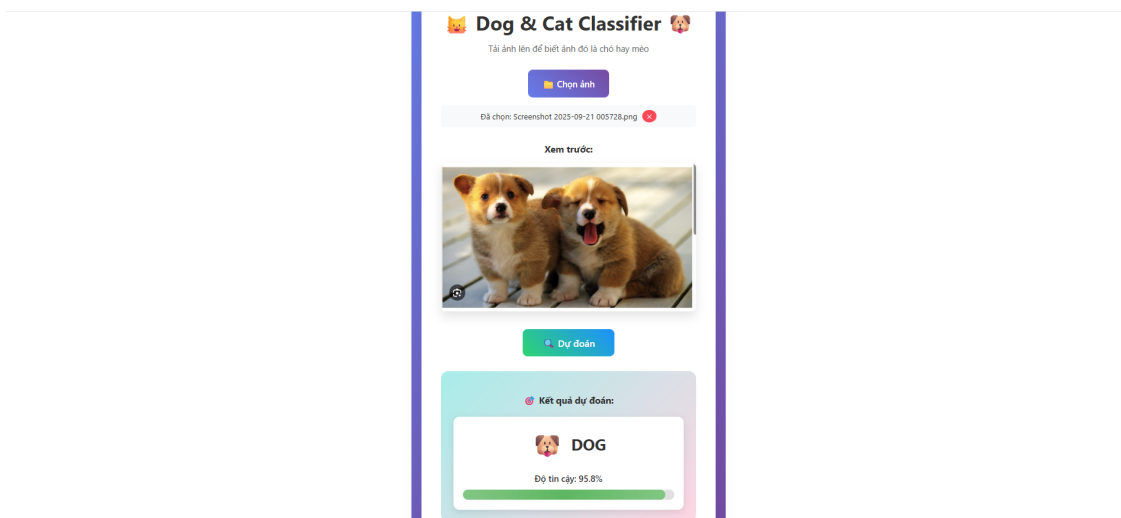 Dog & Cat Classifier
Tải ảnh lên để biết ảnh đó là chó hay mèo
Chọn ảnh
Đã chọn: Screenshot 2025-09-21 005728.png
Xem trước:
Dự đoán
Kết quả dự đoán:
DOG
Độ tin cậy: 95.8%